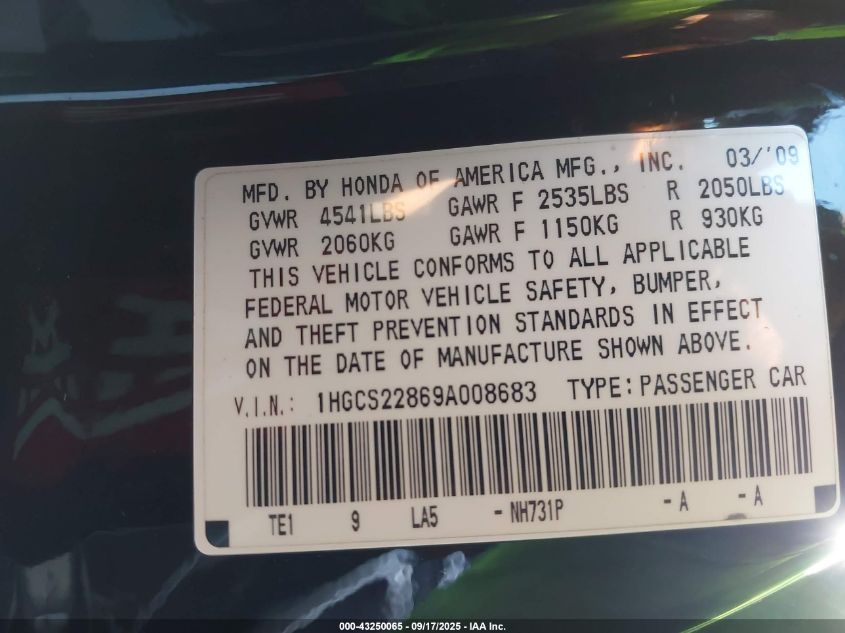 MFD. BY HONDA OF AMERICA MFG., INC. 03/'09
GVWR 4541LBS GAWR F 2535LBS R 2050LBS
GVWR 2060KG GAWR F 1150KG R 930KG
THIS VEHICLE CONFORMS TO ALL APPLICABLE
FEDERAL MOTOR VEHICLE SAFETY, BUMPER,
AND THEFT PREVENTION STANDARDS IN EFFECT
ON THE DATE OF MANUFACTURE SHOWN ABOVE.
V.I.N.: 1HGCS22869A008683 TYPE:PASSENGER CAR
TE1 9 LA5 -NH731P -A -A
000-43250065 - 09/17/2025 - IAA Inc.